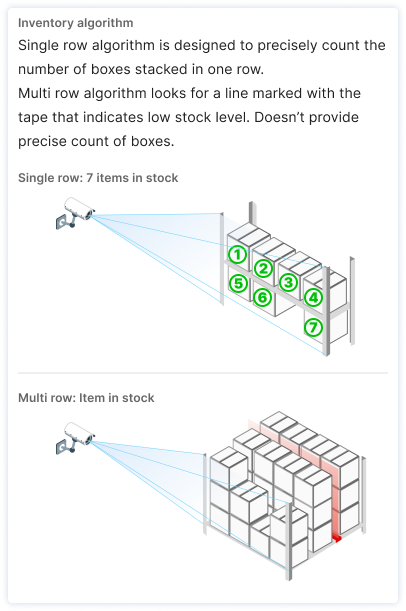 Inventory algorithm
Single row algorithm is designed to precisely count the
number of boxes stacked in one row.
Multi row algorithm looks for a line marked with the
tape that indicates low stock level. Doesn’t provide
precise count of boxes.
Single row: 7 items in stock
1
2
3
4
5
6
7
Multi row: Item in stock